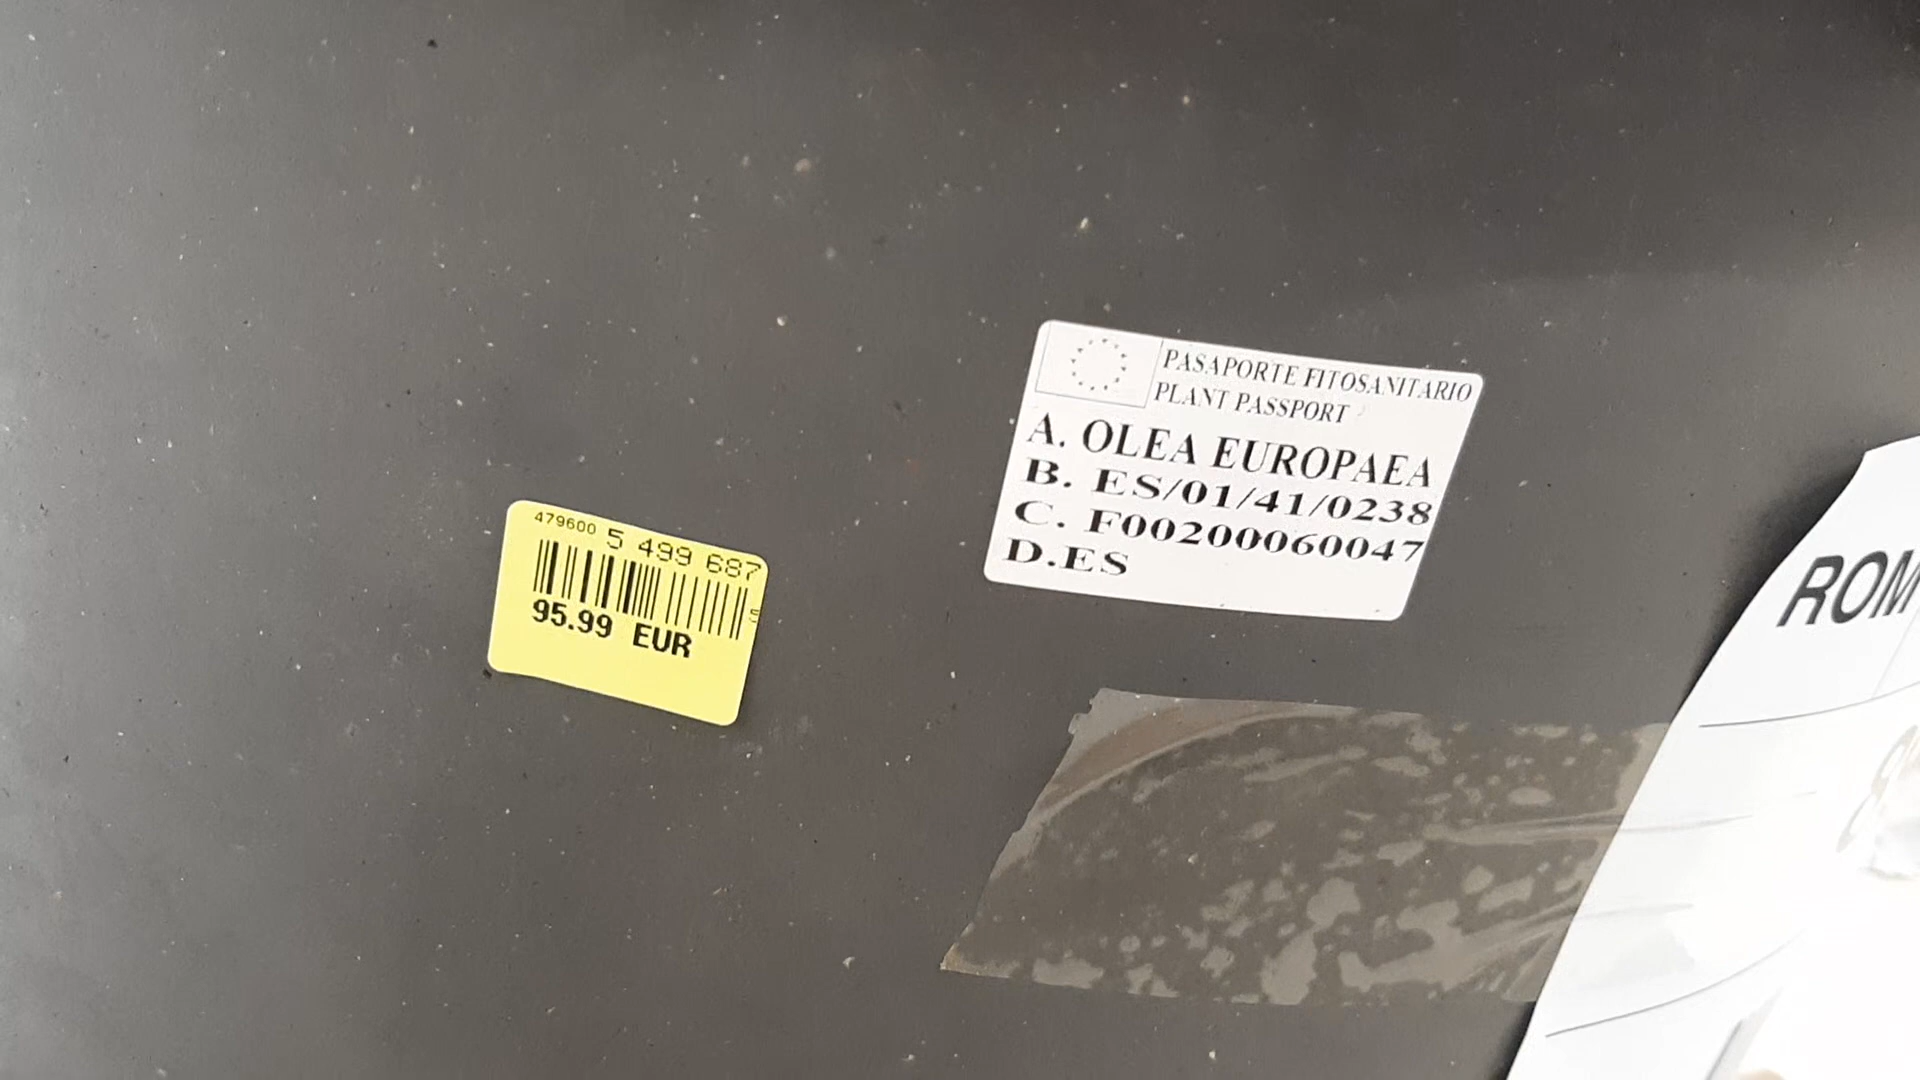 479600 5 499 687
95.99 EUR
PASAPORTE FITOSANITARIO
PLANT PASSPORT
A. OLEA EUROPAEA
B. ES/01/41/0238
C. F00200060047
D.ES
ROM